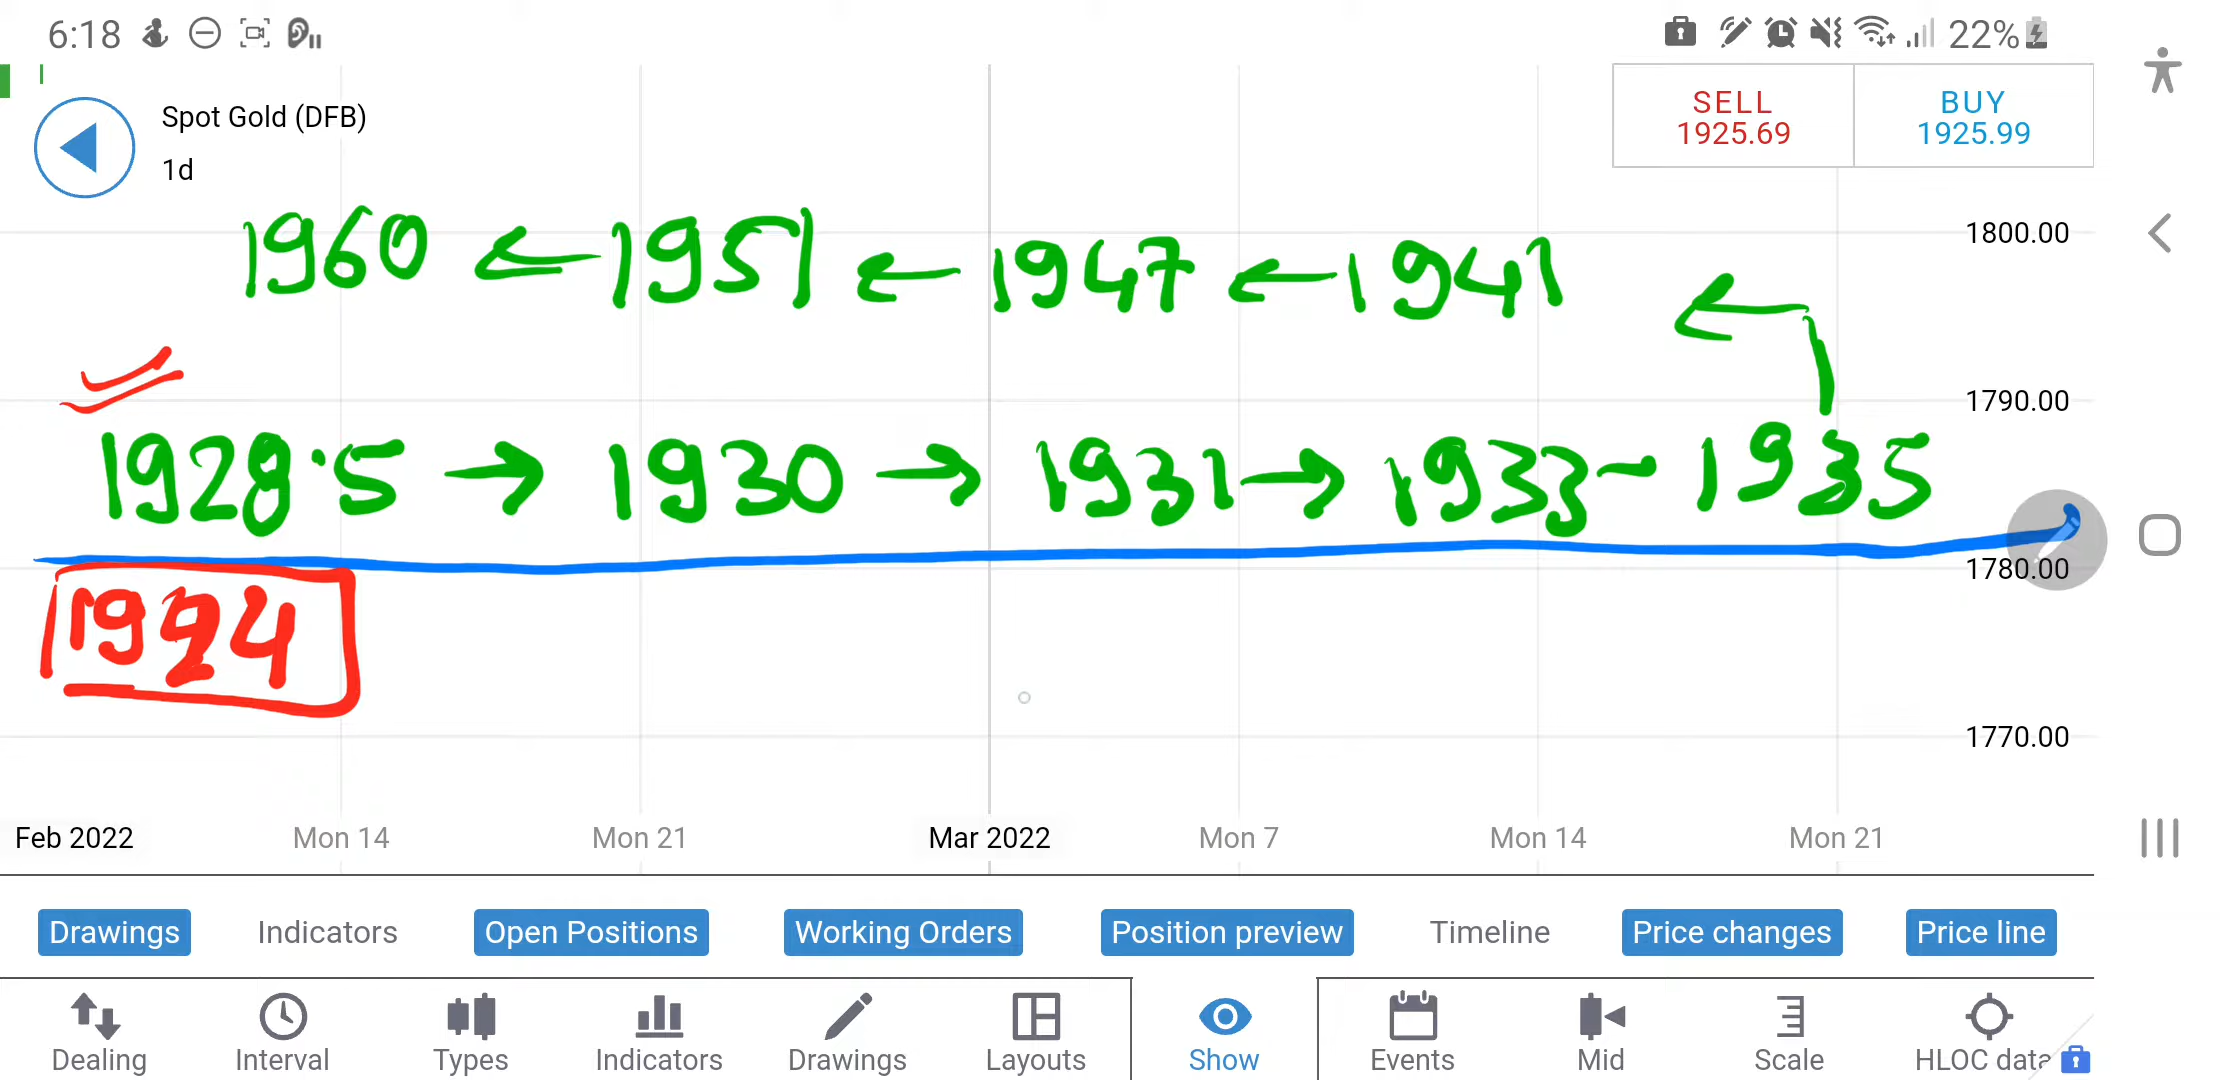 6:18 22%
Spot Gold (DFB)
1d
SELL BUY
1925.69 1925.99
1960 ← 1951 ← 1947 ← 1941 ←
1800.00
1790.00
1928.5 → 1930 → 1931 → 1933 - 1935
1780.00
1924
1770.00
Feb 2022 Mon 14 Mon 21 Mar 2022 Mon 7 Mon 14 Mon 21
Drawings Indicators Open Positions Working Orders Position preview Timeline Price changes Price line
Dealing Interval Types Indicators Drawings Layouts Show Events Mid Scale HLOC data